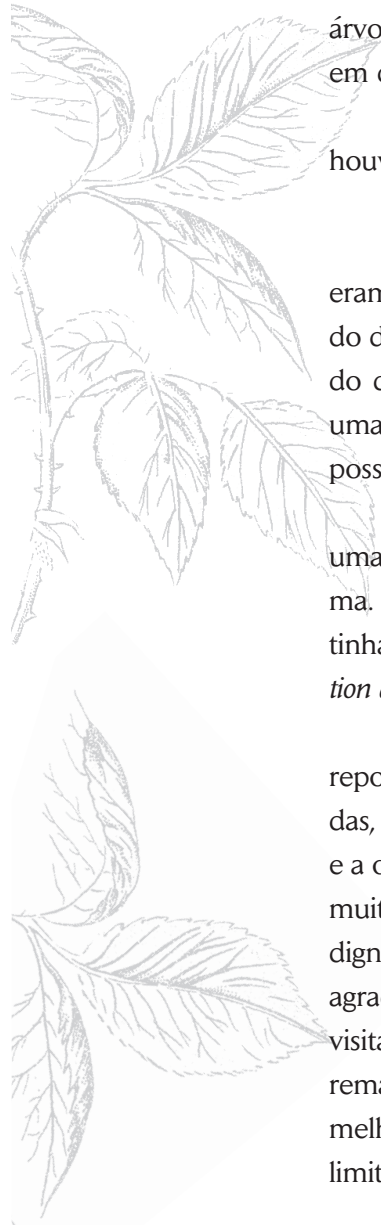 árvo
em
houv
eram
do d
do
uma
poss
uma
ma.
tinha
tion
repo
das,
e a o
muit
dign
agra
visita
rema
melh
limit